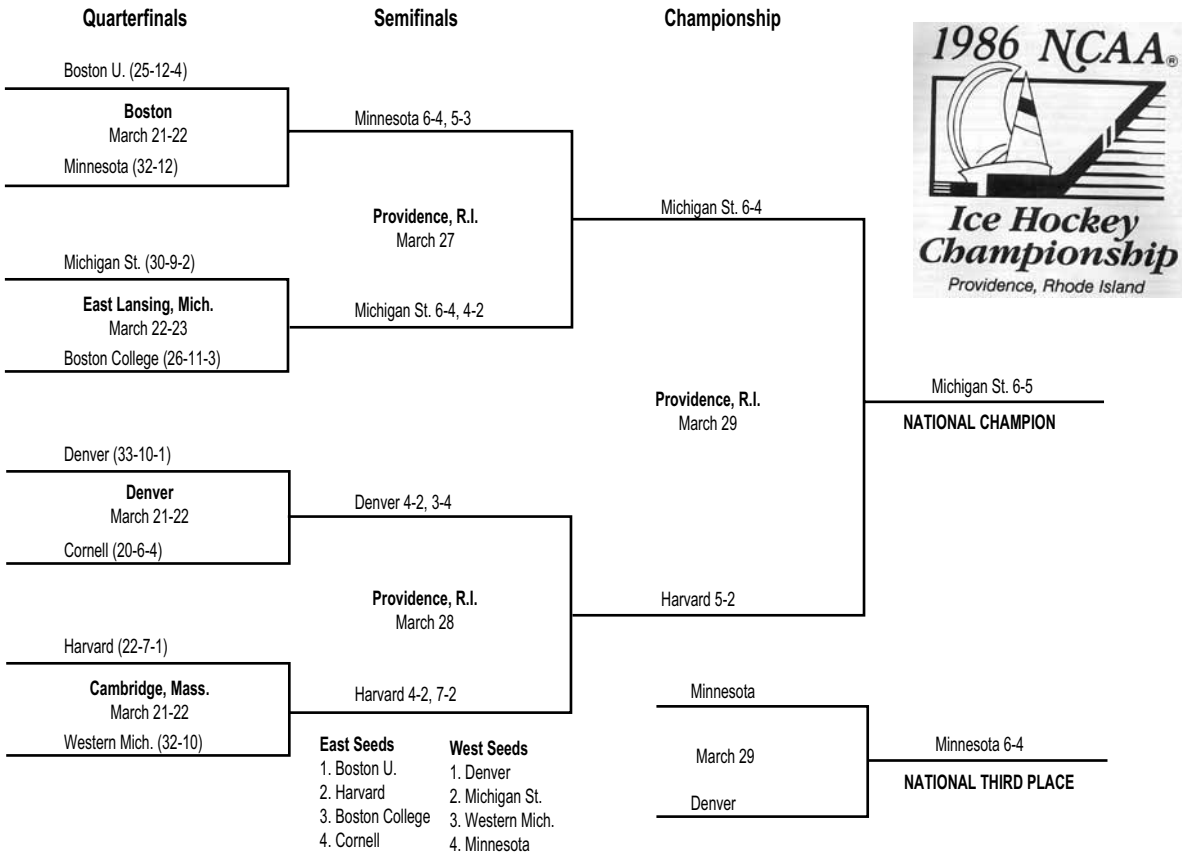 Quarterfinals
Semifinals
Championship
1986 NCAA®
Ice Hockey
Championship
Providence, Rhode Island
Boston U. (25-12-4)
Boston
March 21-22
Minnesota (32-12)
Minnesota 6-4, 5-3
Providence, R.I.
March 27
Michigan St. (30-9-2)
East Lansing, Mich.
March 22-23
Boston College (26-11-3)
Michigan St. 6-4, 4-2
Michigan St. 6-4
Providence, R.I.
March 29
Michigan St. 6-5
NATIONAL CHAMPION
Denver (33-10-1)
Denver
March 21-22
Cornell (20-6-4)
Denver 4-2, 3-4
Providence, R.I.
March 28
Harvard 5-2
Harvard (22-7-1)
Cambridge, Mass.
March 21-22
Western Mich. (32-10)
Harvard 4-2, 7-2
East Seeds
1. Boston U.
2. Harvard
3. Boston College
4. Cornell
West Seeds
1. Denver
2. Michigan St.
3. Western Mich.
4. Minnesota
Minnesota
March 29
Denver
Minnesota 6-4
NATIONAL THIRD PLACE